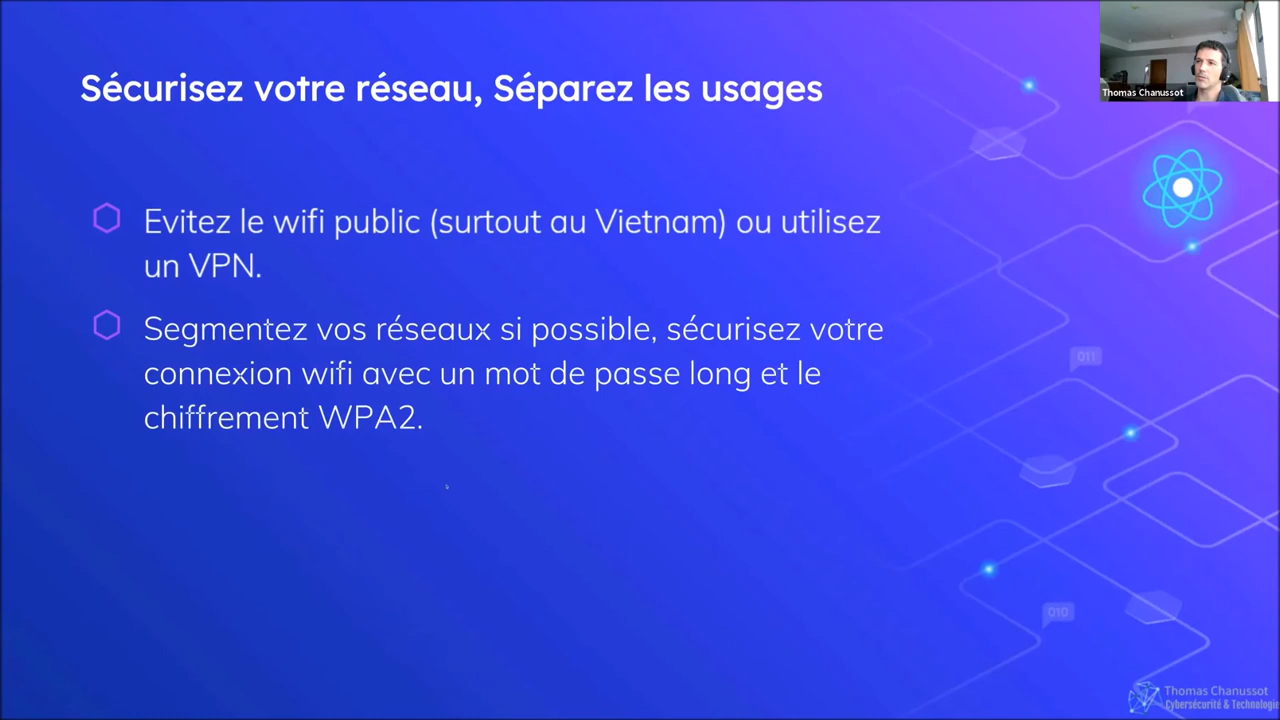 Sécurisez votre réseau, Séparez les usages
Thomas Chanussot
Evitez le wifi public (surtout au Vietnam) ou utilisez
un VPN.
Segmentez vos réseaux si possible, sécurisez votre
connexion wifi avec un mot de passe long et le
chiffrement WPA2.
011
010
Thomas Chanussot
Cybersécurité & Technologie